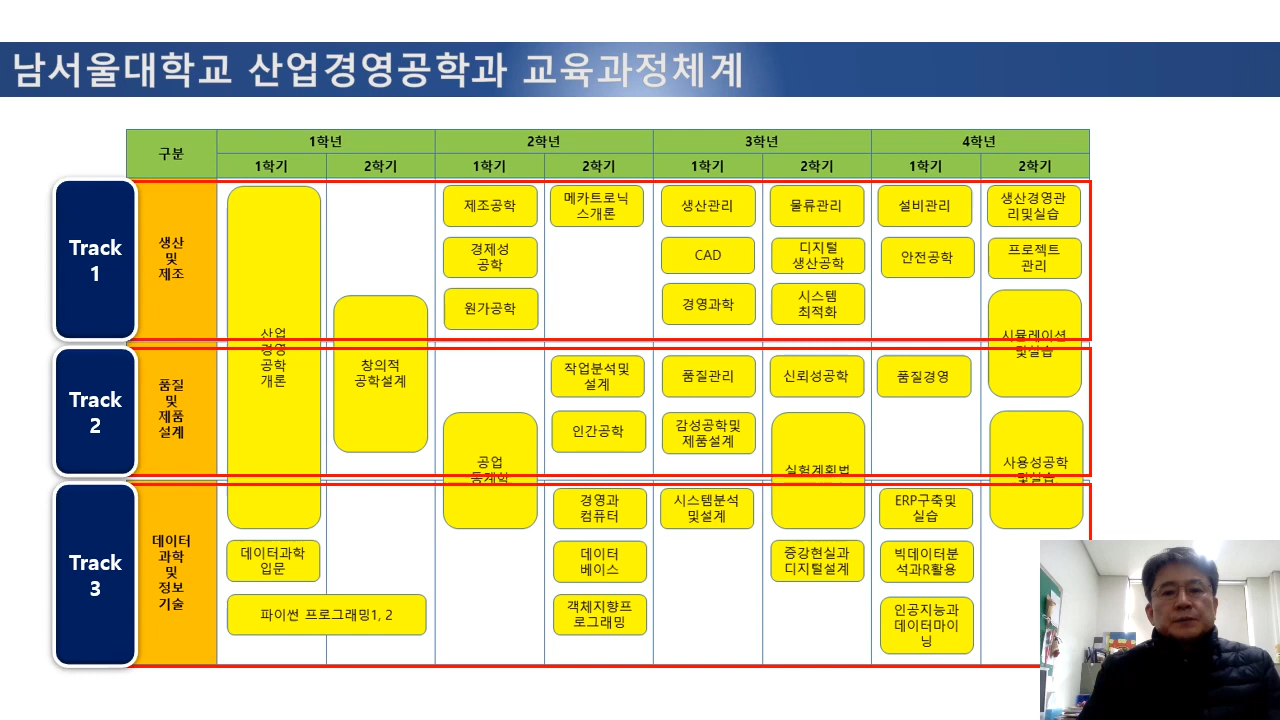 남서울대학교 산업경영공학과 교육과정체계
구분
1학년
2학년
3학년
4학년
1학기
2학기
1학기
2학기
1학기
2학기
1학기
2학기
Track
1
생산
및
제조
제조공학
메카트로닉
스개론
생산관리
물류관리
설비관리
생산경영관
리및실습
경제성
공학
CAD
디지털
생산공학
안전공학
프로젝트
관리
원가공학
경영과학
시스템
최적화
시뮬레이션
및실습
산업
경영
공학
개론
창의적
공학설계
Track
2
품질
및
제품
설계
작업분석및
설계
품질관리
신뢰성공학
품질경영
인간공학
감성공학및
제품설계
공업
통계학
실험계획법
사용성공학
및실습
Track
3
데이터
과학
및
정보
기술
경영과
컴퓨터
시스템분석
및설계
ERP구축및
실습
데이터과학
입문
데이터
베이스
증강현실과
디지털설계
빅데이터분
석과R활용
파이썬 프로그래밍1, 2
객체지향프
로그래밍
인공지능과
데이터마이
닝